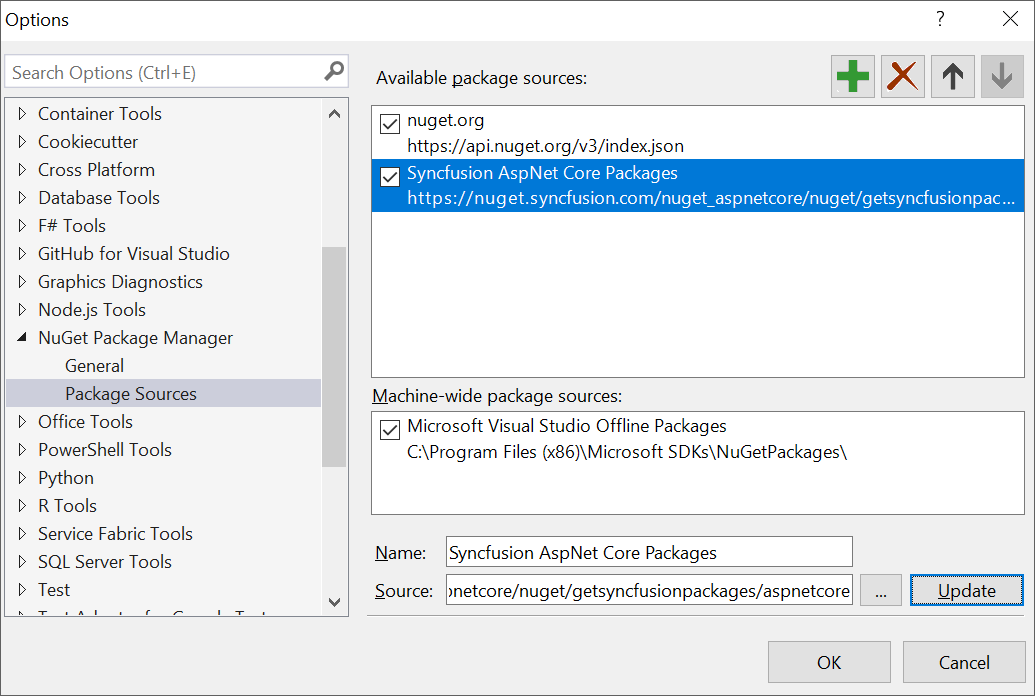 Options
?
Search Options (Ctrl+E)
Container Tools
Cookiecutter
Cross Platform
Database Tools
F# Tools
GitHub for Visual Studio
Graphics Diagnostics
Node.js Tools
NuGet Package Manager
General
Package Sources
Office Tools
PowerShell Tools
Python
R Tools
Service Fabric Tools
SQL Server Tools
Test
Available package sources:
nuget.org
https://api.nuget.org/v3/index.json
Syncfusion AspNet Core Packages
https://nuget.syncfusion.com/nuget_aspnetcore/nuget/getsyncfusionpac...
Machine-wide package sources:
Microsoft Visual Studio Offline Packages
C:\Program Files (x86)\Microsoft SDKs\NuGetPackages\
Name: Syncfusion AspNet Core Packages
Source: netcore/nuget/getsyncfusionpackages/aspnetcore ... Update
OK Cancel